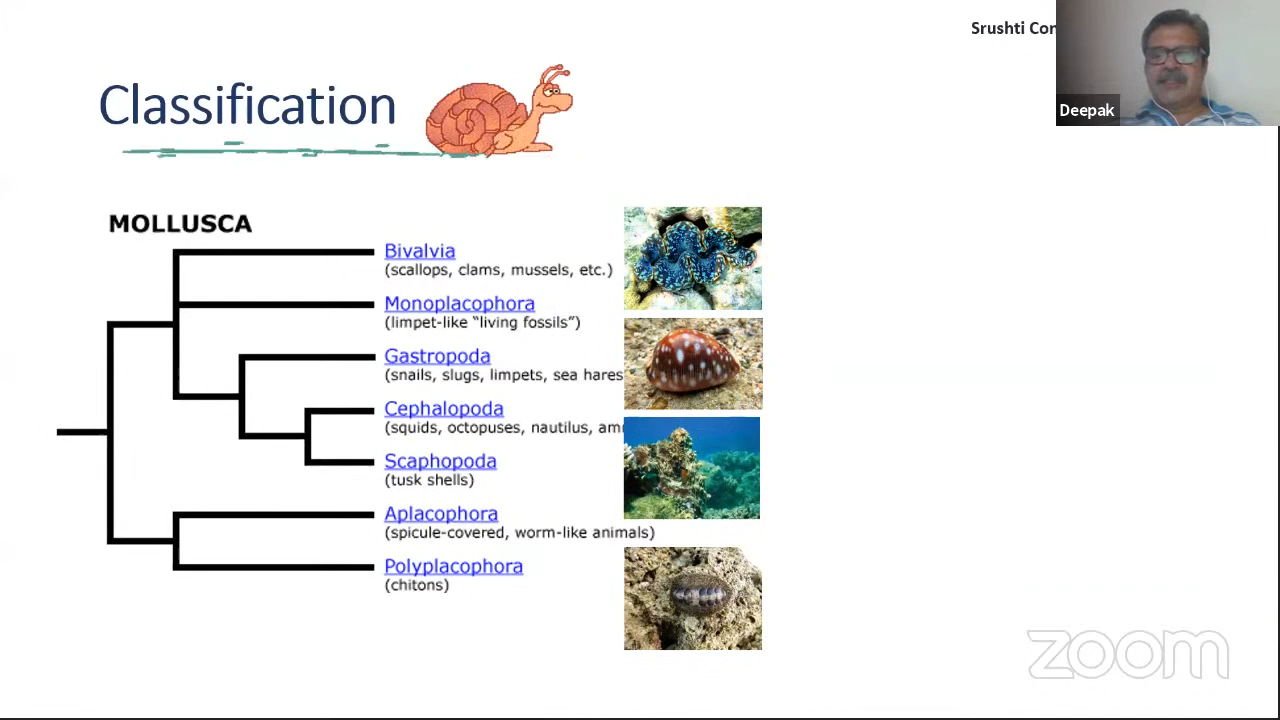 Srushti Con
Deepak
Classification
MOLLUSCA
Bivalvia
(scallops, clams, mussels, etc.)
Monoplacophora
(limpet-like “living fossils”)
Gastropoda
(snails, slugs, limpets, sea hares
Cephalopoda
(squids, octopuses, nautilus, am
Scaphopoda
(tusk shells)
Aplacophora
(spicule-covered, worm-like animals)
Polyplacophora
(chitons)
zoom